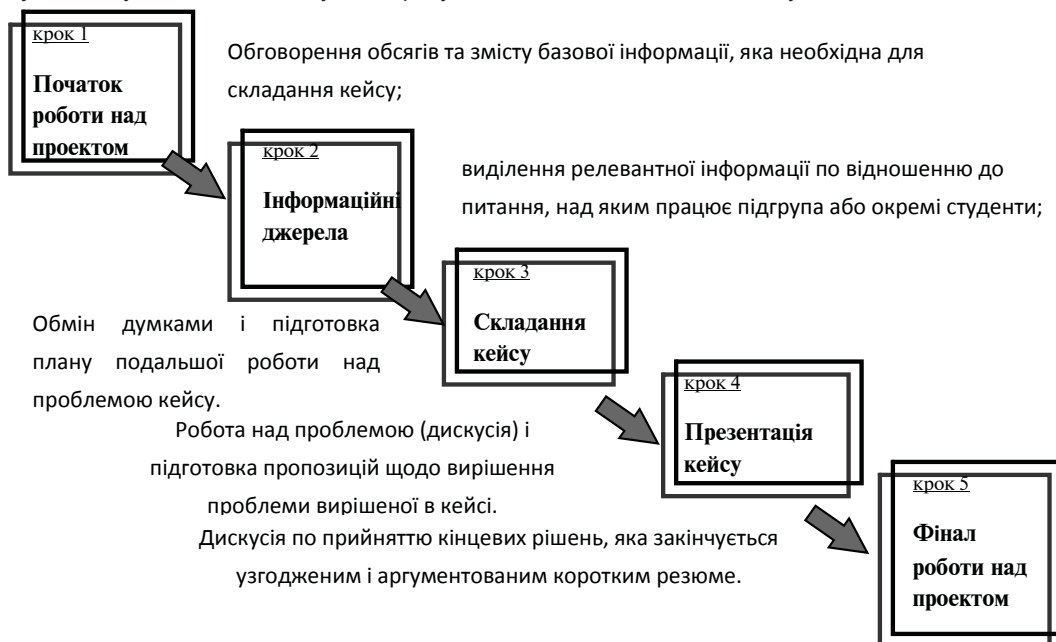 крок 1
Початок
роботи над
проектом
Обговорення обсягів та змісту базової інформації, яка необхідна для
складання кейсу;
крок 2
Інформаційні
джерела
виділення релевантної інформації по відношенню до
питання, над яким працює підгрупа або окремі студенти;
крок 3
Складання
кейсу
Обмін думками і підготовка
плану подальшої роботи над
проблемою кейсу.
крок 4
Презентація
кейсу
Робота над проблемою (дискусія) і
підготовка пропозицій щодо вирішення
проблеми вирішеної в кейсі.
крок 5
Фінал
роботи над
проектом
Дискусія по прийняттю кінцевих рішень, яка закінчується
узгодженим і аргументованим коротким резюме.